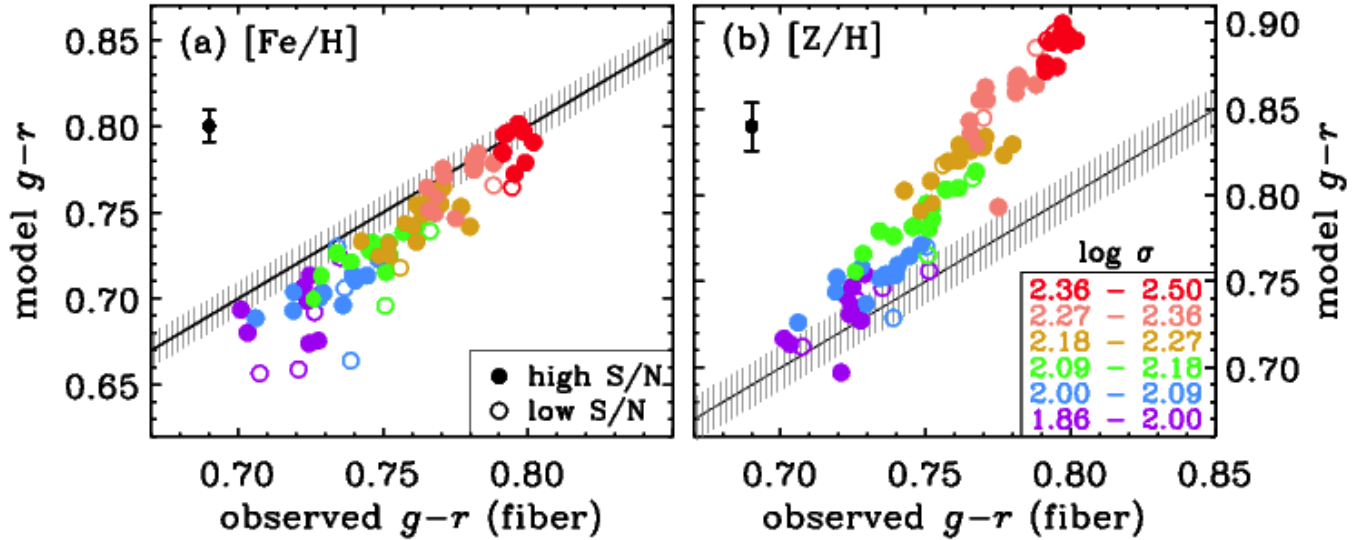 (a) [Fe/H]
0.85
0.80
0.75
0.70
0.65
model g−r
high S/N
low S/N
0.70 0.75 0.80
observed g−r (fiber)
(b) [Z/H]
0.90
0.85
0.80
0.75
0.70
model g−r
log σ
2.36 − 2.50
2.27 − 2.36
2.18 − 2.27
2.09 − 2.18
2.00 − 2.09
1.86 − 2.00
0.70 0.75 0.80 0.85
observed g−r (fiber)